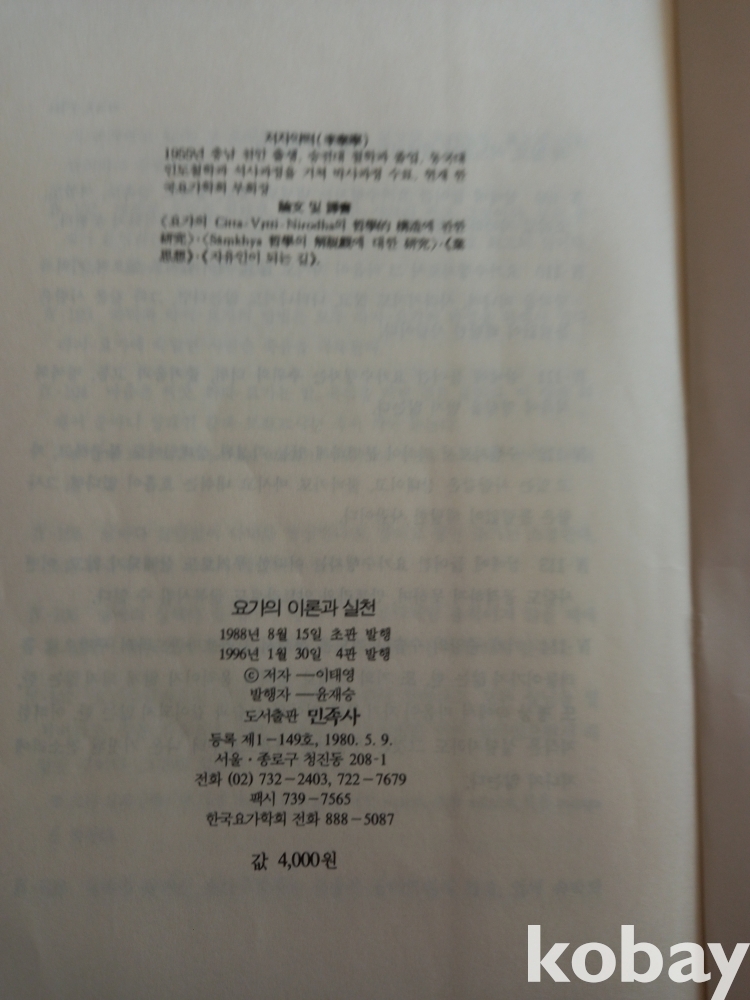 저자약력(李泰寧)
1955년 충남 천안 출생. 숭전대 철학과 졸업. 동국대
인도철학과 석사과정을 거쳐 박사과정 수료. 현재 한
국요가학회 부회장
論文 및 譯書
〈요가의 Citta-Vṛtti-Nirodha의 哲學的 構造에 관한
研究〉·〈Sāṃkhya 哲學의 解脫觀에 대한 研究〉·《業
思想》·《자유인이 되는 길》.
요가의 이론과 실천
1988년 8월 15일 초판 발행
1996년 1월 30일 4판 발행
ⓒ 저자 — 이태영
발행자 — 윤재승
도서출판 민족사
등록 제1-149호, 1980. 5. 9.
서울·종로구 청진동 208-1
전화 (02) 732-2403, 722-7679
팩시 739-7565
한국요가학회 전화 888-5087
값 4,000원
kobay